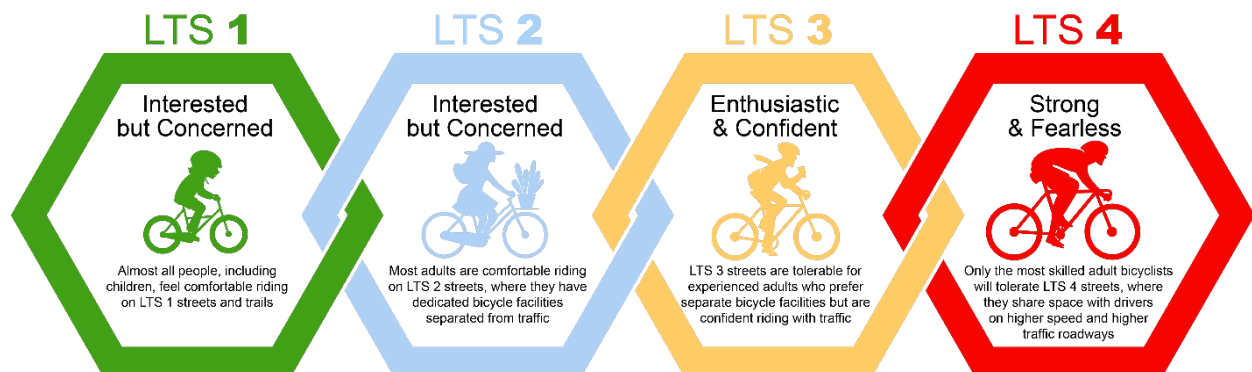 LTS 1
Interested
but Concerned
Almost all people, including
children, feel comfortable riding
on LTS 1 streets and trails
LTS 2
Interested
but Concerned
Most adults are comfortable riding
on LTS 2 streets, where they have
dedicated bicycle facilities
separated from traffic
LTS 3
Enthusiastic
& Confident
LTS 3 streets are tolerable for
experienced adults who prefer
separate bicycle facilities but are
confident riding with traffic
LTS 4
Strong
& Fearless
Only the most skilled adult bicyclists
will tolerate LTS 4 streets, where
they share space with drivers
on higher speed and higher
traffic roadways